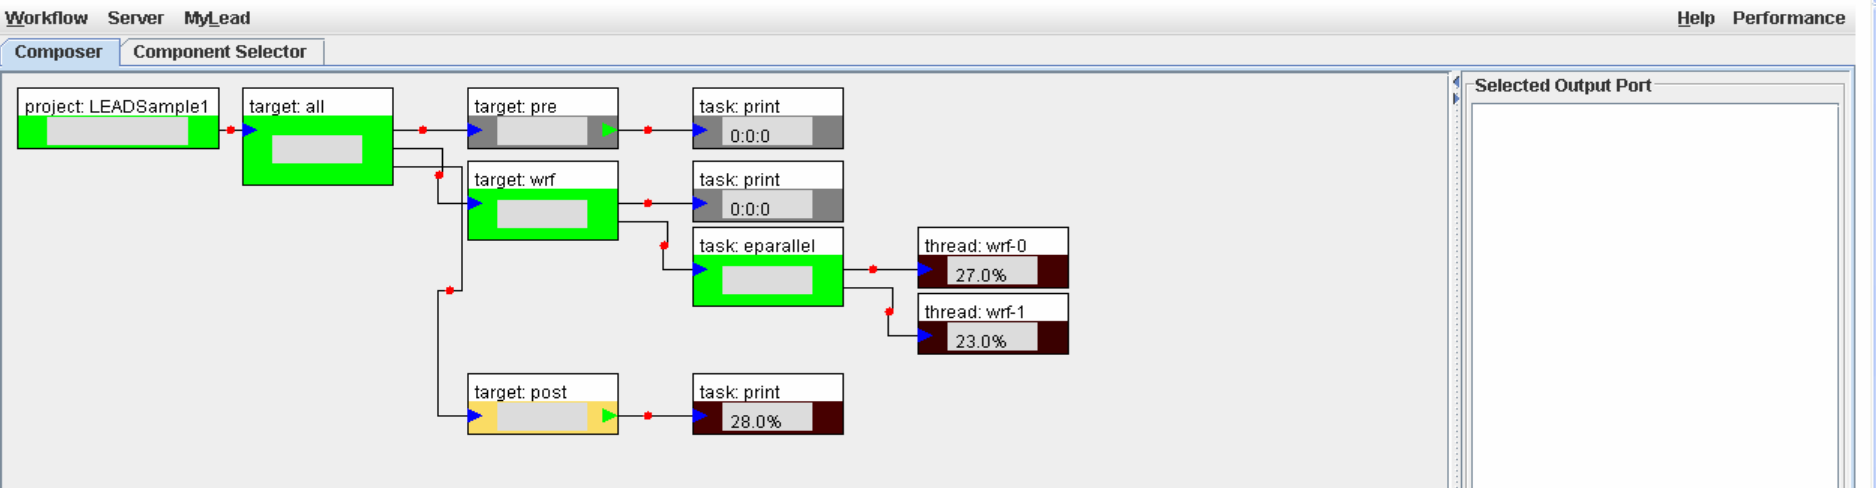 Workflow Server MyLead Help Performance
Composer Component Selector
Selected Output Port
project: LEADSample1
target: all
target: pre
task: print
0:0:0
target: wrf
task: print
0:0:0
task: eparallel
thread: wrf-0
27.0%
thread: wrf-1
23.0%
target: post
task: print
28.0%